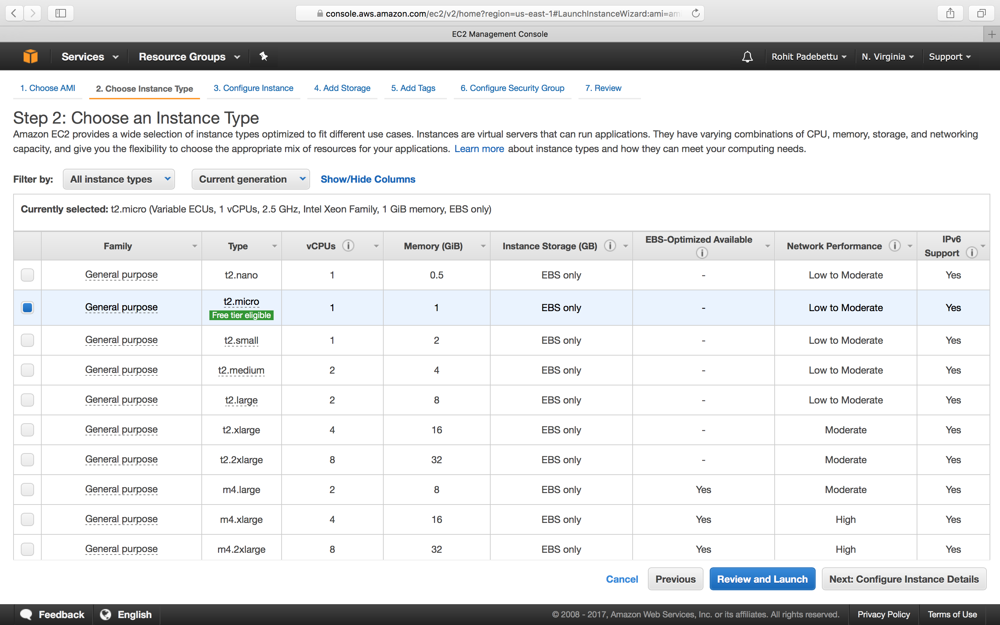 console.aws.amazon.com/ec2/v2/home?region=us-east-1#LaunchInstanceWizard:ami=am
EC2 Management Console
Services Resource Groups Rohit Padebettu N. Virginia Support
1. Choose AMI 2. Choose Instance Type 3. Configure Instance 4. Add Storage 5. Add Tags 6. Configure Security Group 7. Review
Step 2: Choose an Instance Type
Amazon EC2 provides a wide selection of instance types optimized to fit different use cases. Instances are virtual servers that can run applications. They have varying combinations of CPU, memory, storage, and networking
capacity, and give you the flexibility to choose the appropriate mix of resources for your applications. Learn more about instance types and how they can meet your computing needs.
Filter by: All instance types Current generation Show/Hide Columns
Currently selected: t2.micro (Variable ECUs, 1 vCPUs, 2.5 GHz, Intel Xeon Family, 1 GiB memory, EBS only)
Family Type vCPUs Memory (GiB) Instance Storage (GB) EBS-Optimized Available Network Performance IPv6 Support
General purpose t2.nano 1 0.5 EBS only - Low to Moderate Yes
General purpose t2.micro Free tier eligible 1 1 EBS only - Low to Moderate Yes
General purpose t2.small 1 2 EBS only - Low to Moderate Yes
General purpose t2.medium 2 4 EBS only - Low to Moderate Yes
General purpose t2.large 2 8 EBS only - Low to Moderate Yes
General purpose t2.xlarge 4 16 EBS only - Moderate Yes
General purpose t2.2xlarge 8 32 EBS only - Moderate Yes
General purpose m4.large 2 8 EBS only Yes Moderate Yes
General purpose m4.xlarge 4 16 EBS only Yes High Yes
General purpose m4.2xlarge 8 32 EBS only Yes High Yes
Cancel Previous Review and Launch Next: Configure Instance Details
Feedback English © 2008 - 2017, Amazon Web Services, Inc. or its affiliates. All rights reserved. Privacy Policy Terms of Use